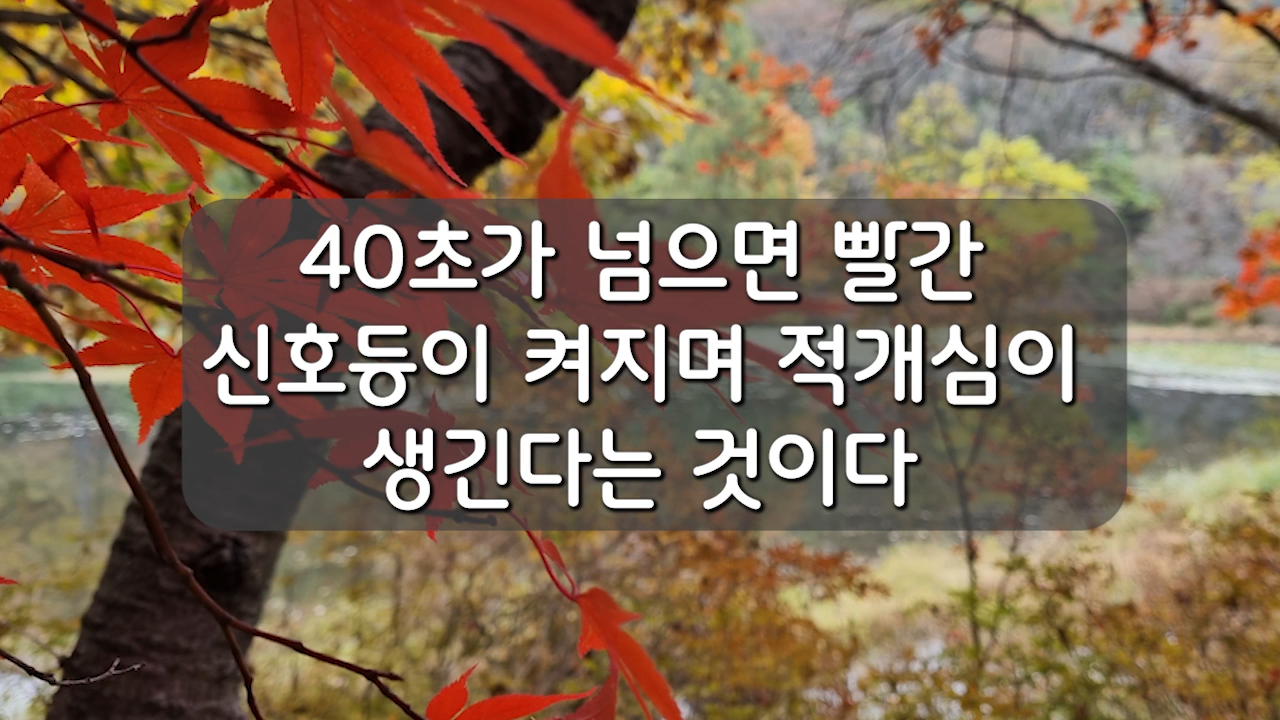 40초가 넘으면 빨간
신호등이 켜지며 적개심이
생긴다는 것이다